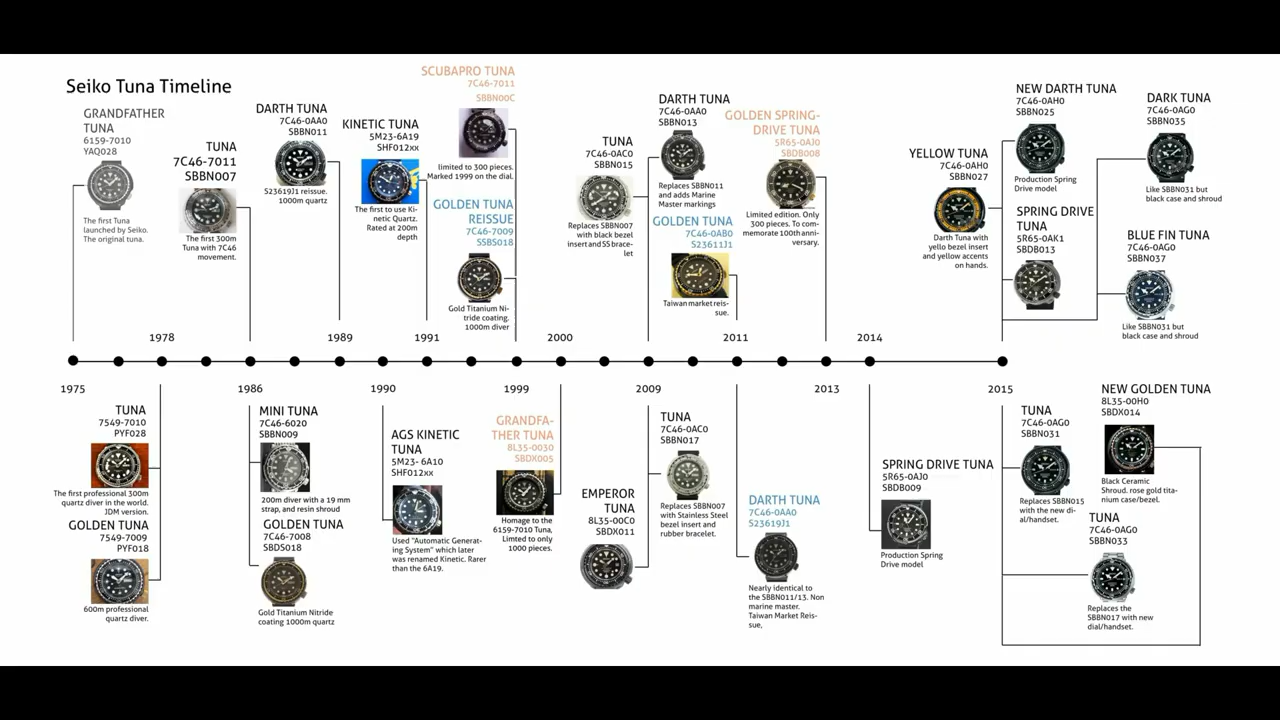 Seiko Tuna Timeline
GRANDFATHER
TUNA
6159-7010
YAQ028
The first Tuna
launched by Seiko.
The original tuna.
TUNA
7C46-7011
SBBN007
The first 300m
Tuna with 7C46
movement.
DARTH TUNA
7C46-0AA0
SBBN011
S23619J1 reissue.
1000m quartz
KINETIC TUNA
5M23-6A19
SHF012xx
The first to use Ki-
netic Quartz.
Rated at 200m
depth
SCUBAPRO TUNA
7C46-7011
SBBN00C
limited to 300 pieces.
Marked 1999 on the dial.
GOLDEN TUNA
REISSUE
7C46-7009
SSBS018
Gold Titanium Ni-
tride coating.
1000m diver
TUNA
7C46-0AC0
SBBN015
Replaces SBBN007
with black bezel
insert and SS brace-
let
DARTH TUNA
7C46-0AA0
SBBN013
Replaces SBBN011
and adds Marine
Master markings
GOLDEN TUNA
7C46-0AB0
S23611J1
Taiwan market reis-
sue.
GOLDEN SPRING-
DRIVE TUNA
5R65-0AJ0
SBDB008
Limited edition. Only
300 pieces. To com-
memorate 100th anni-
versary.
YELLOW TUNA
7C46-0AH0
SBBN027
Darth Tuna with
yello bezel insert
and yellow accents
on hands.
NEW DARTH TUNA
7C46-0AH0
SBBN025
Production Spring
Drive model
SPRING DRIVE
TUNA
5R65-0AK1
SBDB013
DARK TUNA
7C46-0AG0
SBBN035
Like SBBN031 but
black case and shroud
BLUE FIN TUNA
7C46-0AG0
SBBN037
Like SBBN031 but
black case and shroud
1978
1989
1991
2000
2011
2014
1975
1986
1990
1999
2009
2013
2015
TUNA
7549-7010
PYF028
The first professional 300m
quartz diver in the world.
JDM version.
GOLDEN TUNA
7549-7009
PYF018
600m professional
quartz diver.
MINI TUNA
7C46-6020
SBBN009
200m diver with a 19 mm
strap, and resin shroud
GOLDEN TUNA
7C46-7008
SBDS018
Gold Titanium Nitride
coating 1000m quartz
AGS KINETIC
TUNA
5M23- 6A10
SHF012xx
Used "Automatic Generat-
ing System" which later
was renamed Kinetic. Rarer
than the 6A19.
GRANDFA-
THER TUNA
8L35-0030
SBDX005
Homage to the
6159-7010 Tuna,
Limted to only
1000 pieces.
EMPEROR
TUNA
8L35-00C0
SBDX011
TUNA
7C46-0AC0
SBBN017
Replaces SBBN007
with Stainless Steel
bezel insert and
rubber bracelet.
DARTH TUNA
7C46-0AA0
S23619J1
Nearly identical to
the SBBN011/13. Non
marine master.
Taiwan Market Reis-
sue,
SPRING DRIVE TUNA
5R65-0AJ0
SBDB009
Production Spring
Drive model
TUNA
7C46-0AG0
SBBN031
Replaces SBBN015
with the new di-
al/handset.
NEW GOLDEN TUNA
8L35-00H0
SBDX014
Black Ceramic
Shroud. rose gold tita-
nium case/bezel.
TUNA
7C46-0AG0
SBBN033
Replaces the
SBBN017 with new
dial/handset.